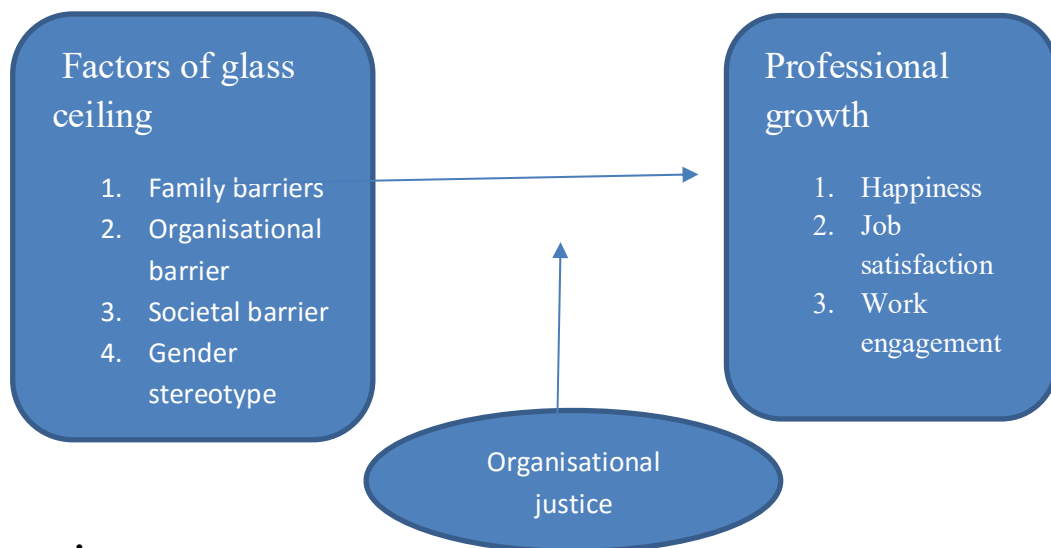 Factors of glass
ceiling
1. Family barriers
2. Organisational
barrier
3. Societal barrier
4. Gender
stereotype
Professional
growth
1. Happiness
2. Job
satisfaction
3. Work
engagement
Organisational
justice